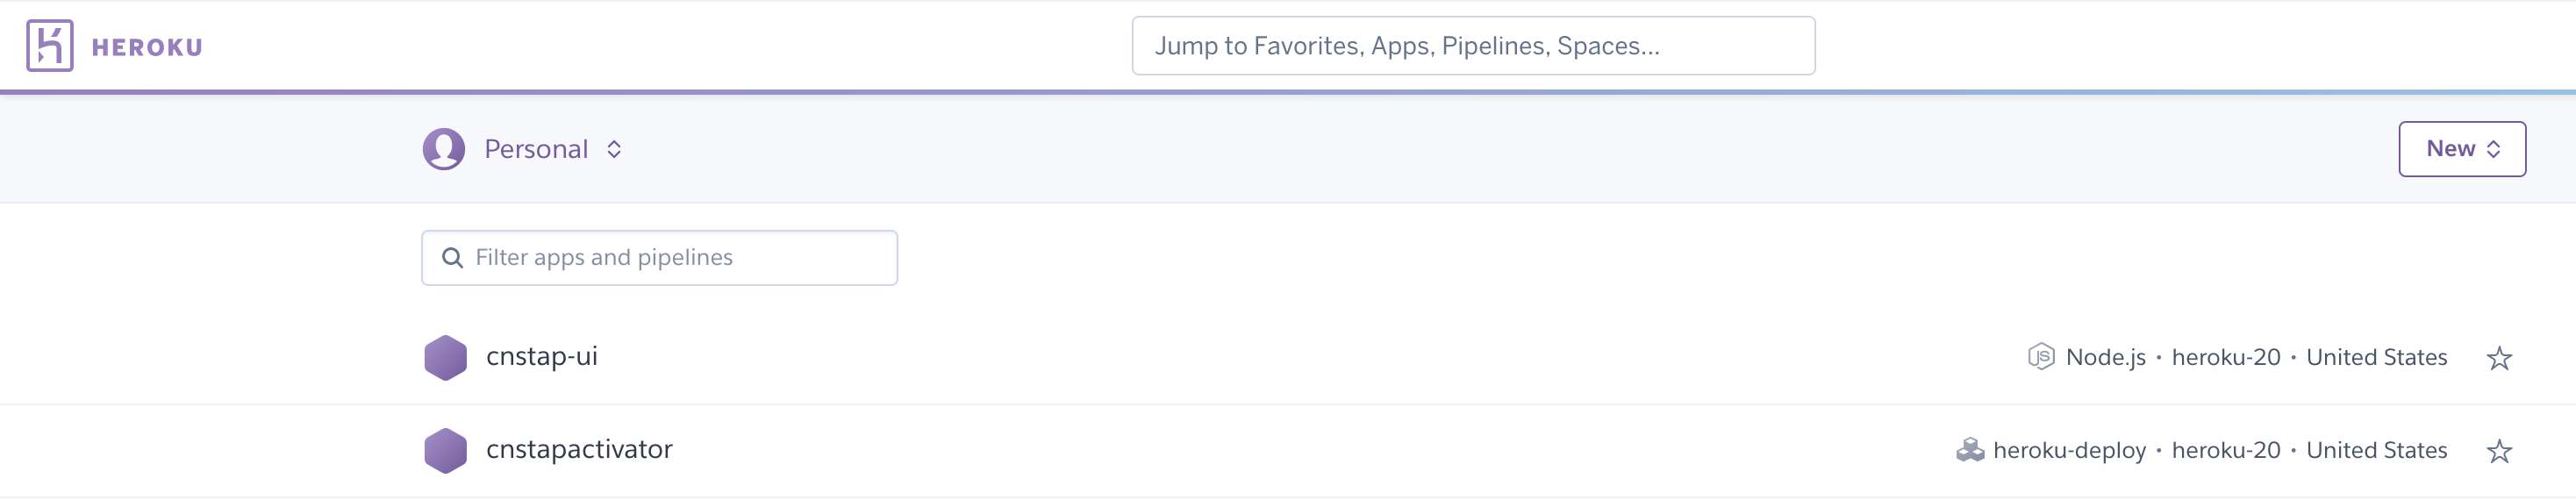 HEROKU
Jump to Favorites, Apps, Pipelines, Spaces...
Personal
New
Filter apps and pipelines
cnstap-ui
JS Node.js • heroku-20 • United States
cnstapactivator
heroku-deploy • heroku-20 • United States